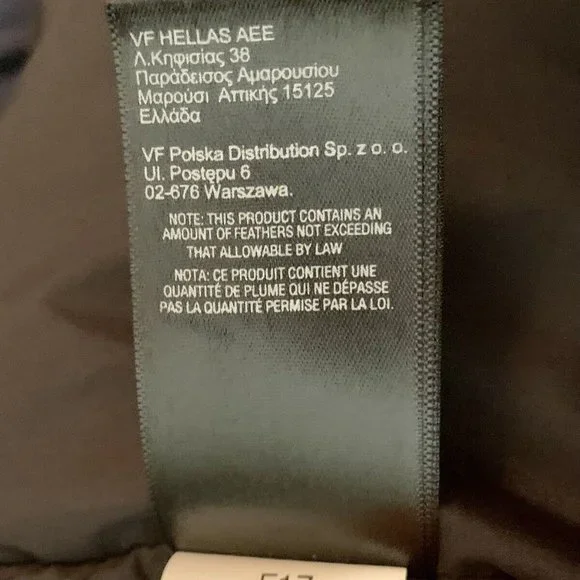 VF HELLAS AEE
Λ.Κηφισίας 38
Παράδεισος Αμαρουσίου
Μαρούσι Αττικής 15125
Ελλάδα
VF Polska Distribution Sp. z o. o.
Ul. Postępu 6
02-676 Warszawa.
NOTE: THIS PRODUCT CONTAINS AN
AMOUNT OF FEATHERS NOT EXCEEDING
THAT ALLOWABLE BY LAW
NOTA: CE PRODUIT CONTIENT UNE
QUANTITÉ DE PLUME QUI NE DÉPASSE
PAS LA QUANTITÉ PERMISE PAR LA LOI.